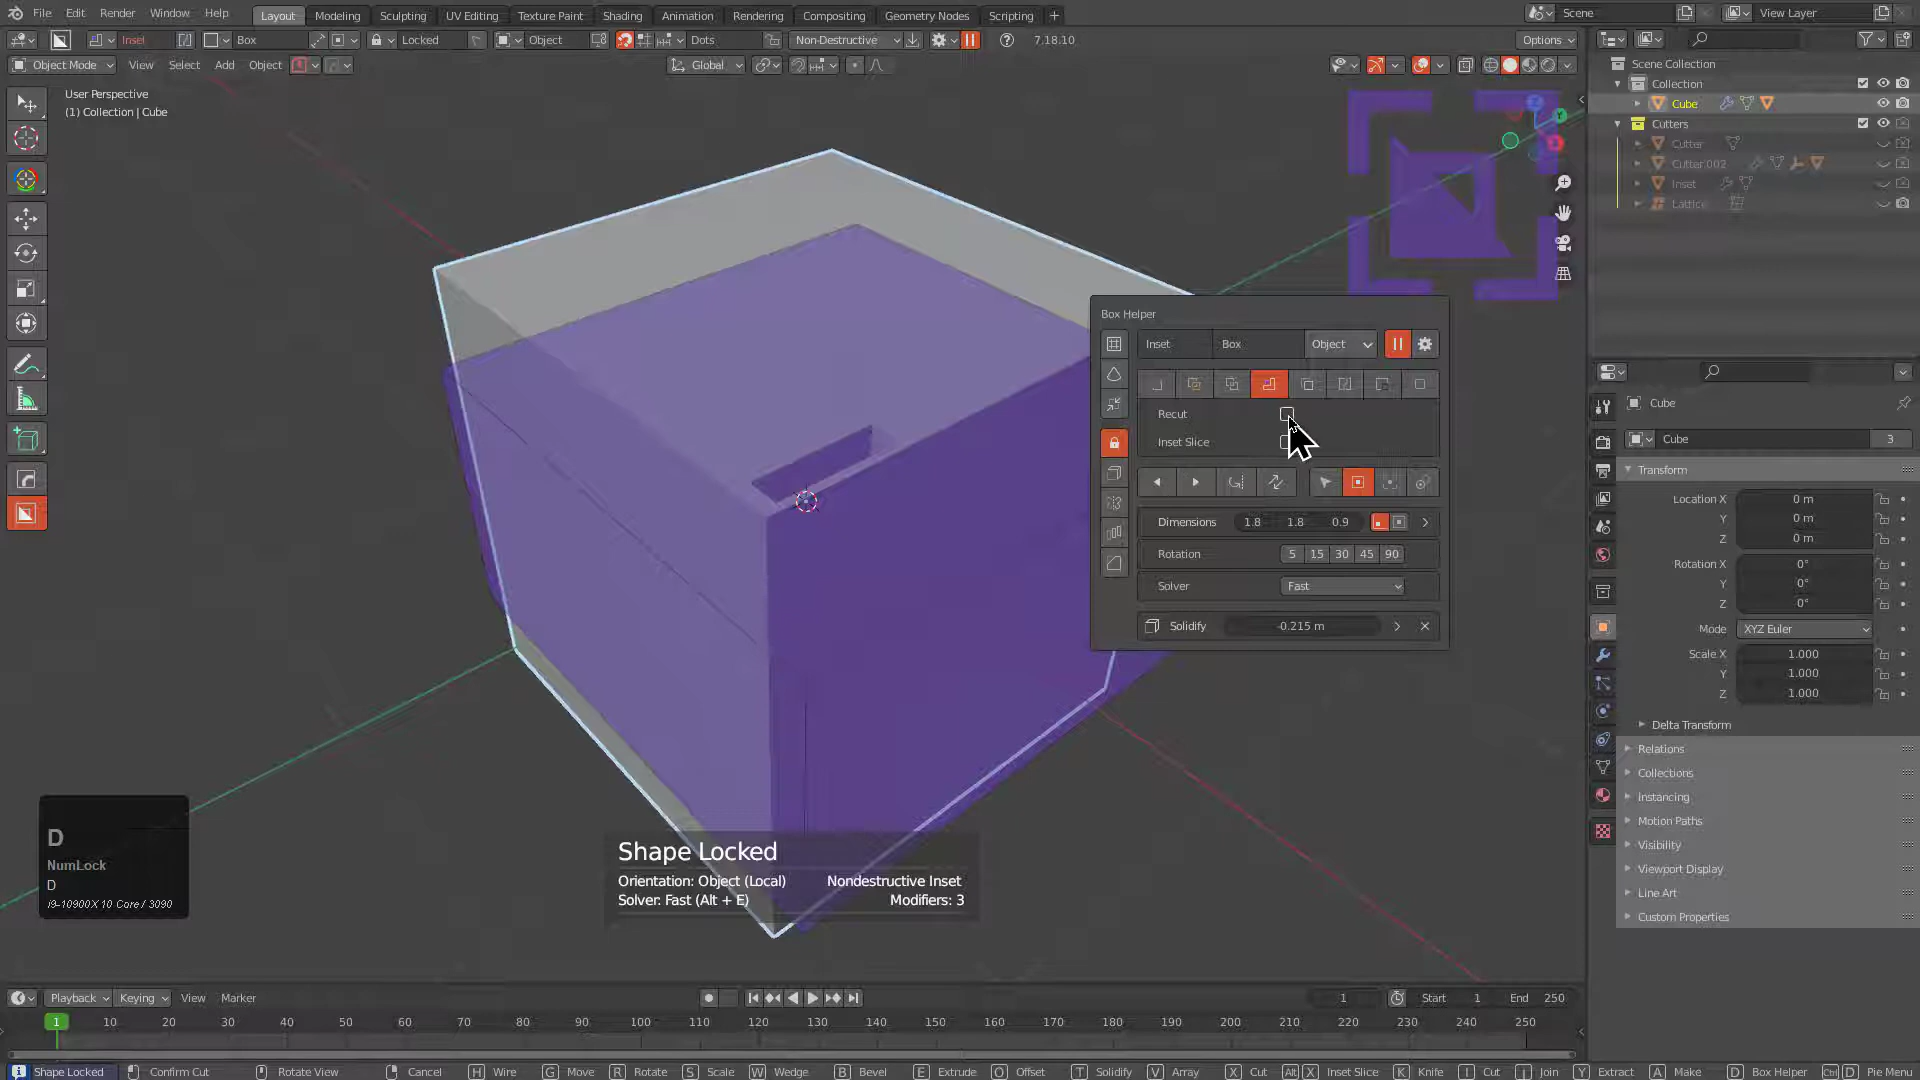 File Edit Render Window Help Layout Modeling Sculpting UV Editing Texture Paint Shading Animation Rendering Compositing Geometry Nodes Scripting + Scene View Layer
Inset Box Locked Object Dots Non-Destructive 7.18.10 Options
Object Mode View Select Add Object Global
User Perspective
(1) Collection | Cube
Scene Collection
Collection
Cube
Cutters
Cutter
Cutter.002
Inset
Lattice
Box Helper
Inset Box Object
Recut
Inset Slice
Dimensions 1.8 1.8 0.9
Rotation 5 15 30 45 90
Solver Fast
Solidify -0.215 m
Cube
Cube 3
Transform
Location X 0 m
Y 0 m
Z 0 m
Rotation X 0°
Y 0°
Z 0°
Mode XYZ Euler
Scale X 1.000
Y 1.000
Z 1.000
Delta Transform
Relations
Collections
Instancing
Motion Paths
Visibility
Viewport Display
Line Art
Custom Properties
D
NumLock
D
i9-10900X 10 Core / 3090
Shape Locked
Orientation: Object (Local) Nondestructive Inset
Solver: Fast (Alt + E) Modifiers: 3
Playback Keying View Marker 1 Start 1 End 250
1 10 20 30 40 50 60 70 80 90 100 110 120 130 140 150 160 170 180 190 200 210 220 230 240 250
Shape Locked Confirm Cut Rotate View Cancel H Wire G Move R Rotate S Scale W Wedge B Bevel E Extrude O Offset T Solidify V Array X Cut Alt X Inset Slice K Knife I Cut J Join Y Extract A Make D Box Helper Ctrl D Pie Menu